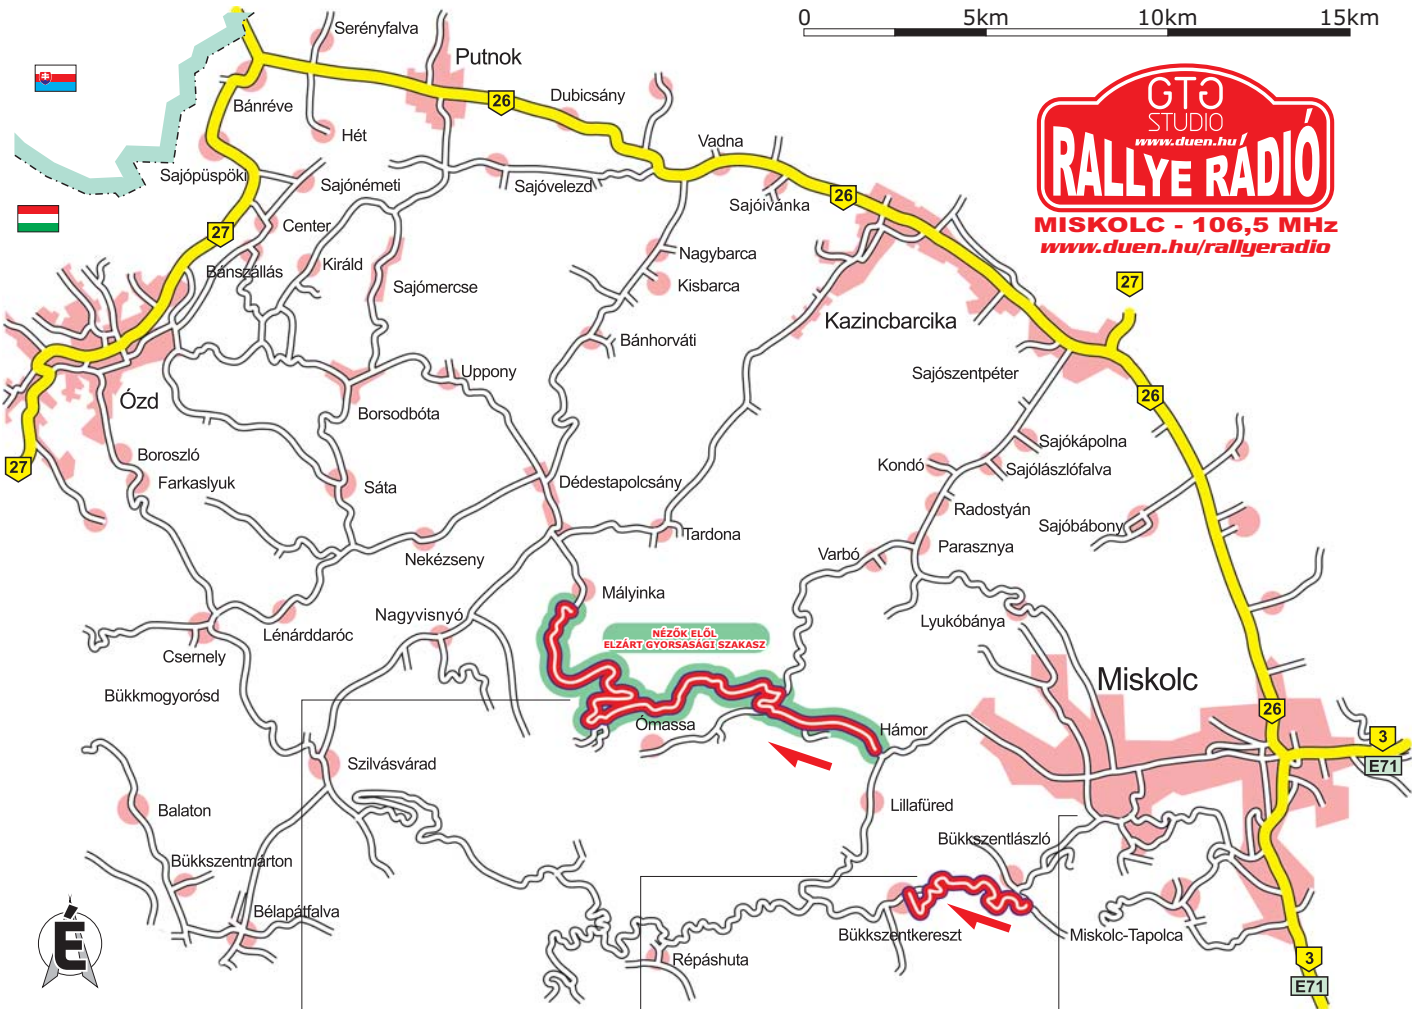 0 5km 10km 15km
Serényfalva
Putnok
Bánréve
26
Dubicsány
Hét
Vadna
Sajópüspöki
Sajónémeti
Sajóvelezd
Sajóivánka
26
GTG
STUDIO
www.duen.hu
RALLYE RÁDIÓ
MISKOLC - 106,5 MHz
www.duen.hu/rallyeradio
27
Center
Bánszállás
Királd
Sajómercse
Nagybarca
Kisbarca
27
Kazincbarcika
Bánhorváti
Sajószentpéter
Uppony
26
Ózd
Borsodbóta
Boroszló
Farkaslyuk
27
Sáta
Dédestapolcsány
Kondó
Sajókápolna
Sajólászlófalva
Radostyán
Sajóbábony
Nekézseny
Tardona
Varbó
Parasznya
Mályinka
Nagyvisnyó
Lénárddaróc
Csernely
NÉZŐK ELŐL
ELZÁRT GYORSASÁGI SZAKASZ
Lyukóbánya
Bükkmogyorósd
Miskolc
26
Ómassa
Hámor
3
E71
Szilvásvárad
Balaton
Lillafüred
Bükkszentlászló
Bükkszentmárton
Bélapátfalva
Bükkszentkereszt
Miskolc-Tapolca
Répáshuta
3
E71
É